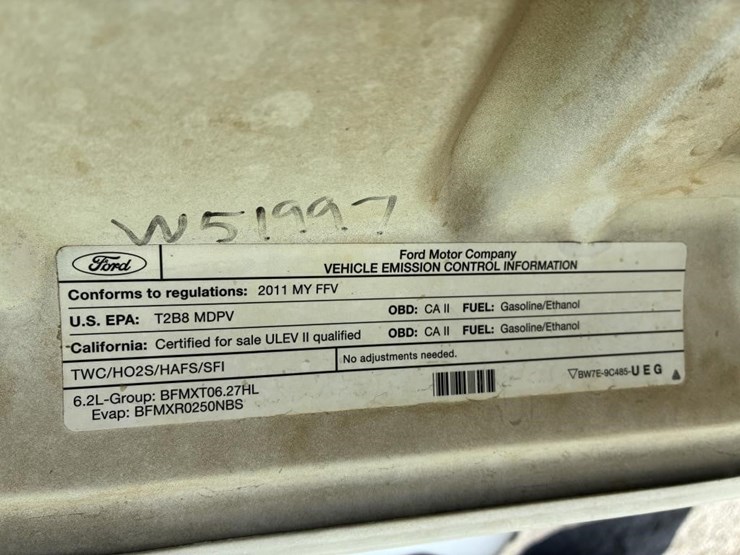 W51997
Ford
Ford Motor Company
VEHICLE EMISSION CONTROL INFORMATION
Conforms to regulations: 2011 MY FFV
U.S. EPA: T2B8 MDPV OBD: CA II FUEL: Gasoline/Ethanol
California: Certified for sale ULEV II qualified OBD: CA II FUEL: Gasoline/Ethanol
TWC/HO2S/HAFS/SFI
No adjustments needed.
6.2L-Group: BFMXT06.27HL
Evap: BFMXR0250NBS
BW7E-9C485-UEG